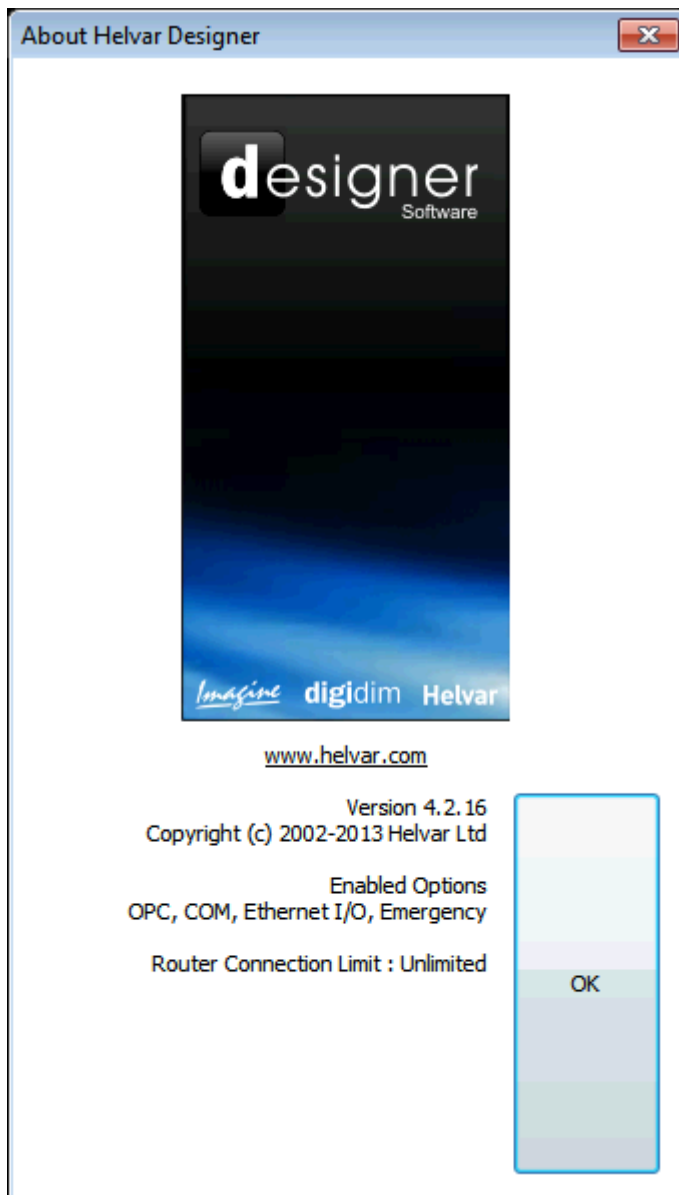 About Helvar Designer
designer
Software
Imagine digidim Helvar
www.helvar.com
Version 4.2.16
Copyright (c) 2002-2013 Helvar Ltd
Enabled Options
OPC, COM, Ethernet I/O, Emergency
Router Connection Limit : Unlimited
OK